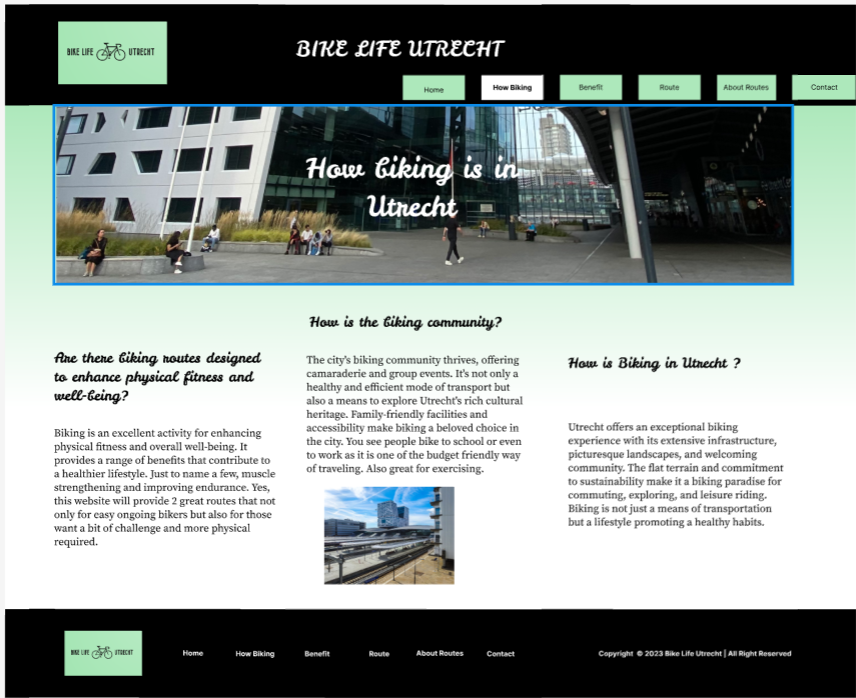 BIKE LIFE UTRECHT
BIKE LIFE UTRECHT
Home How Biking Benefit Route About Routes Contact
How biking is in
Utrecht
Are there biking routes designed
to enhance physical fitness and
well-being?
Biking is an excellent activity for enhancing
physical fitness and overall well-being. It
provides a range of benefits that contribute to
a healthier lifestyle. Just to name a few, muscle
strengthening and improving endurance. Yes,
this website will provide 2 great routes that not
only for easy ongoing bikers but also for those
want a bit of challenge and more physical
required.
How is the biking community?
The city's biking community thrives, offering
camaraderie and group events. It's not only a
healthy and efficient mode of transport but
also a means to explore Utrecht's rich cultural
heritage. Family-friendly facilities and
accessibility make biking a beloved choice in
the city. You see people bike to school or even
to work as it is one of the budget friendly way
of traveling. Also great for exercising.
How is Biking in Utrecht ?
Utrecht offers an exceptional biking
experience with its extensive infrastructure,
picturesque landscapes, and welcoming
community. The flat terrain and commitment
to sustainability make it a biking paradise for
commuting, exploring, and leisure riding.
Biking is not just a means of transportation
but a lifestyle promoting a healthy habits.
BIKE LIFE UTRECHT
Home How Biking Benefit Route About Routes Contact
Copyright © 2023 Bike Life Utrecht | All Right Reserved